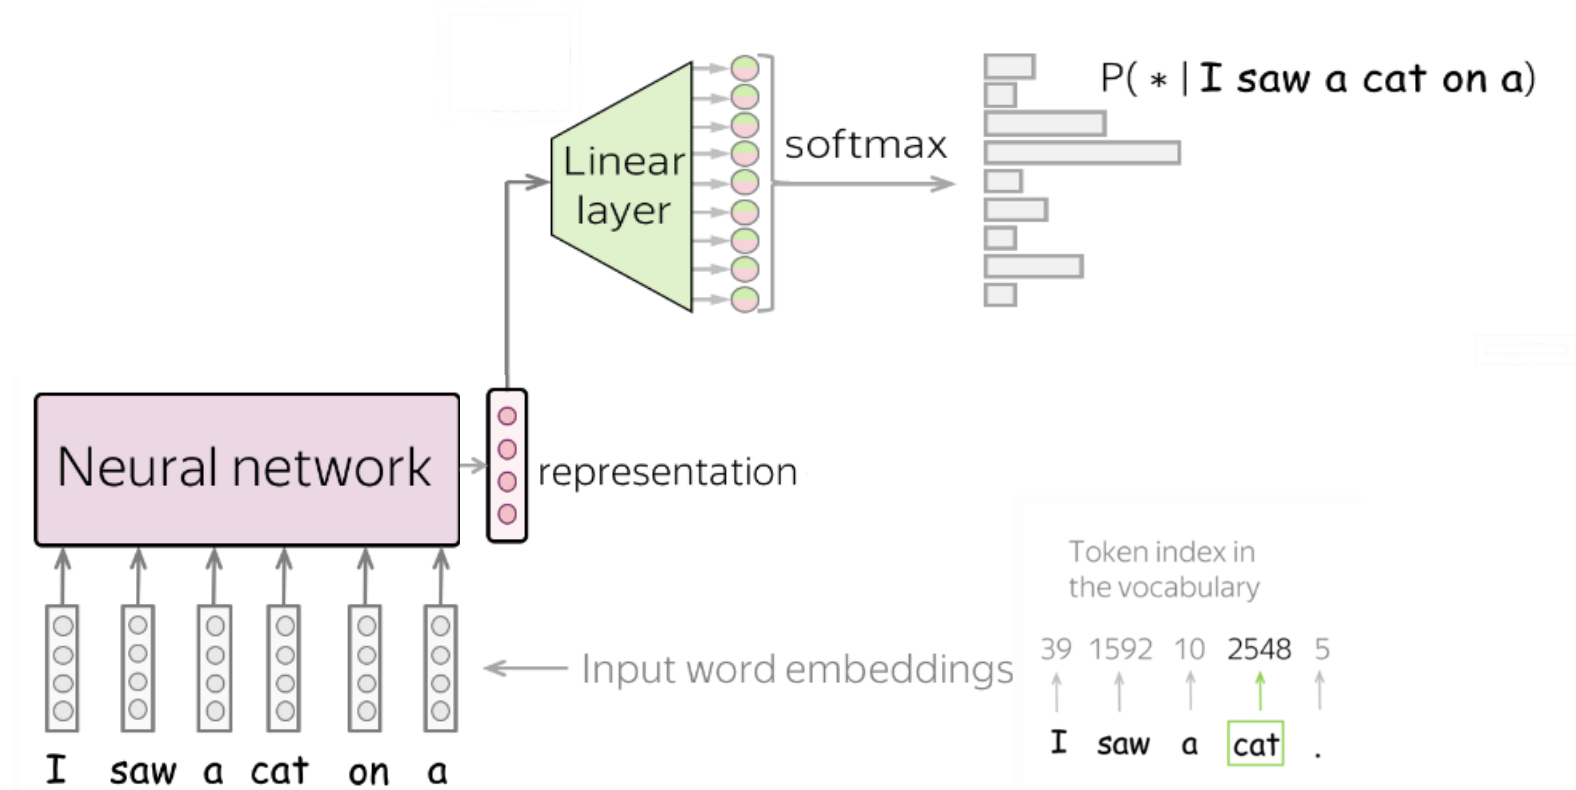 P( * | I saw a cat on a)
softmax
Linear
layer
Neural network
representation
Token index in
the vocabulary
39 1592 10 2548 5
I saw a cat .
Input word embeddings
I saw a cat on a